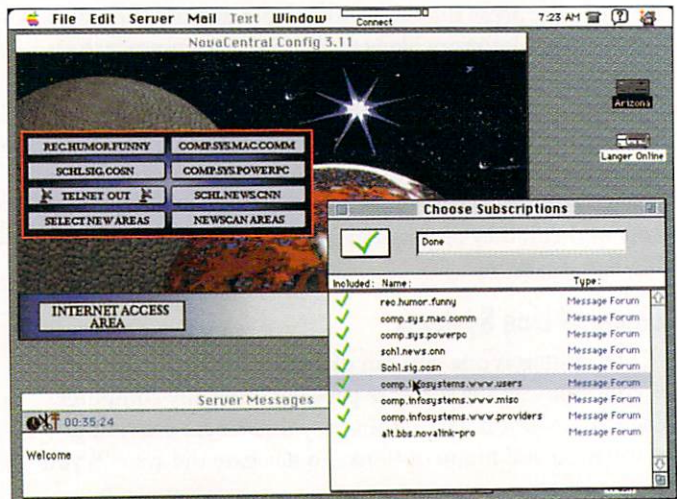 File Edit Server Mail Text Window Connect 7:23 AM
NovaCentral Config 3.11
Arizona
Langer Online
REC.HUMOR.FUNNY COMP.SYS.MAC.COMM
SCHL.SIG.COSN COMP.SYS.POWERPC
TELNET OUT SCHL.NEWS.CNN
SELECT NEW AREAS NEWSCAN AREAS
INTERNET ACCESS
AREA
Choose Subscriptions
Done
Included: Name: Type:
rec.humor.funny Message Forum
comp.sys.mac.comm Message Forum
comp.sys.powerpc Message Forum
schl.news.cnn Message Forum
Schl.sig.cosn Message Forum
comp.infosystems.www.users Message Forum
comp.infosystems.www.misc Message Forum
comp.infosystems.www.providers Message Forum
alt.bbs.novalink-pro Message Forum
Server Messages
00:35:24
Welcome